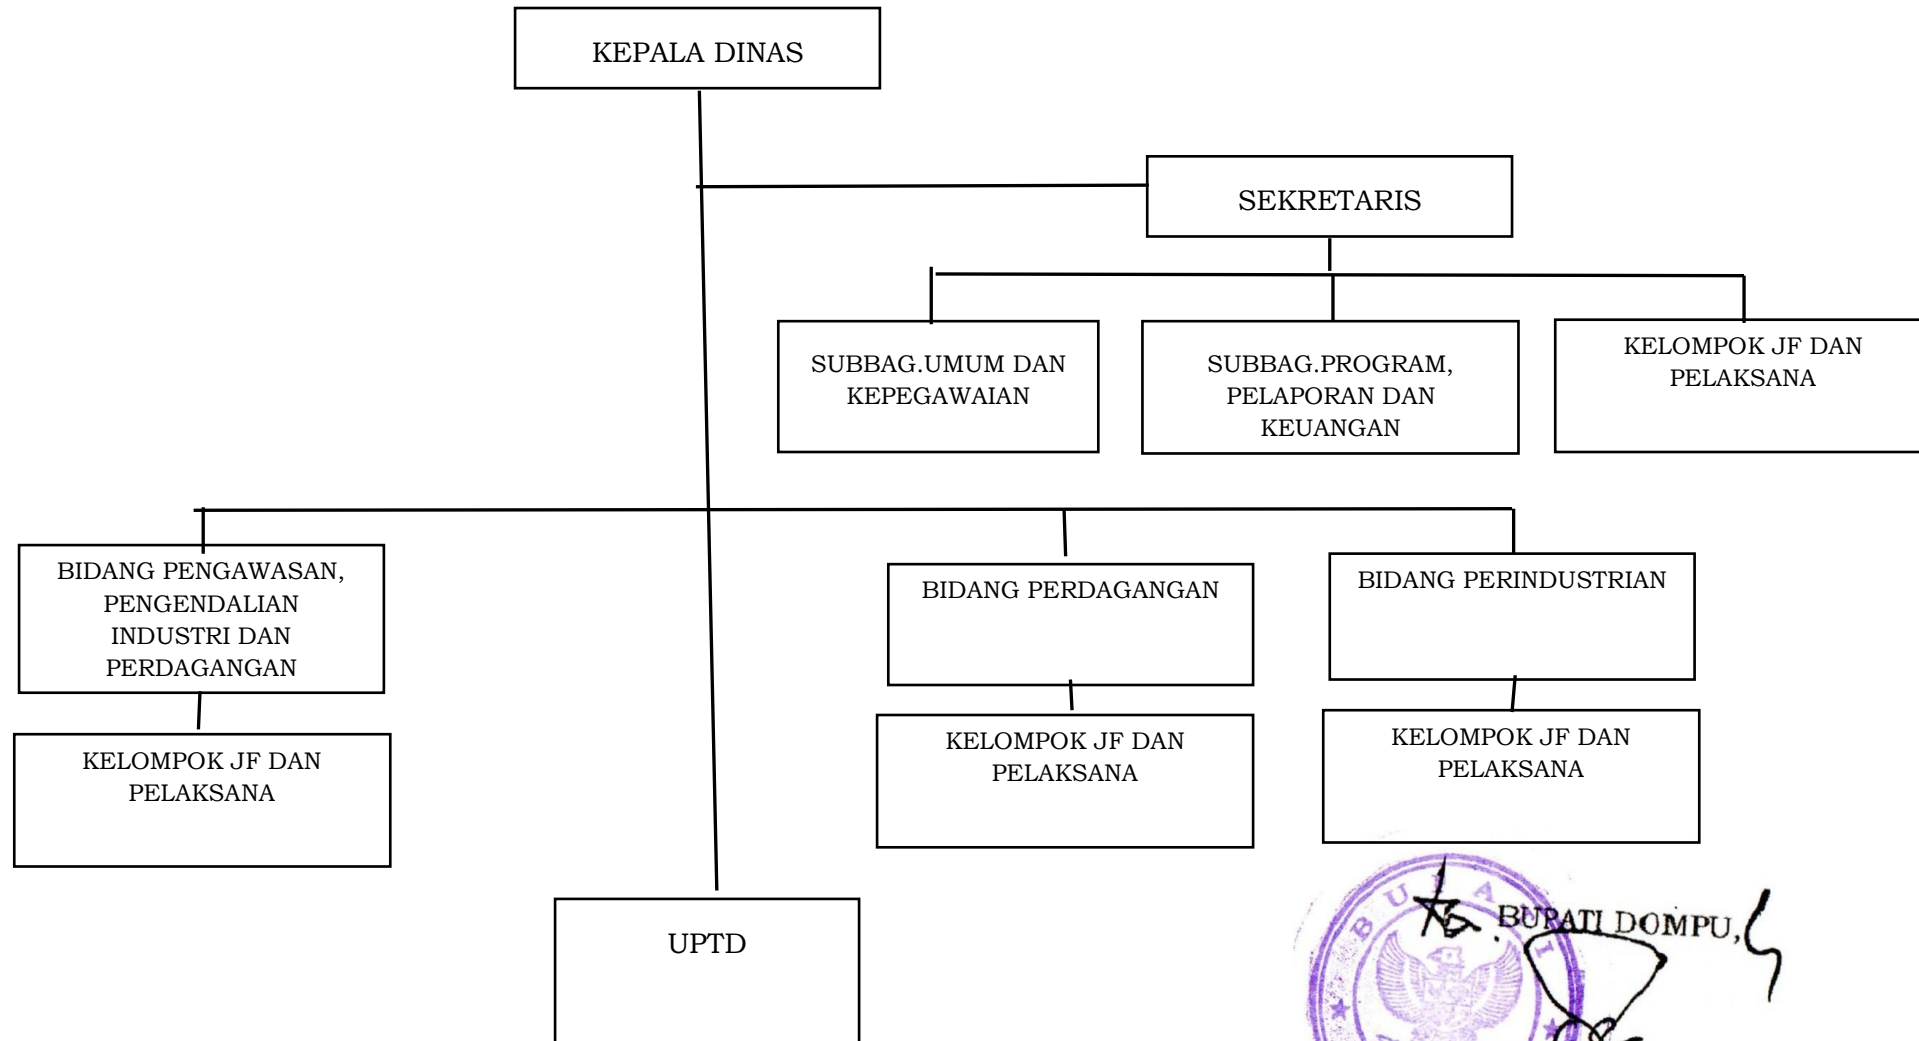 KEPALA DINAS
SEKRETARIS
SUBBAG.UMUM DAN
KEPEGAWAIAN
SUBBAG.PROGRAM,
PELAPORAN DAN
KEUANGAN
KELOMPOK JF DAN
PELAKSANA
BIDANG PENGAWASAN,
PENGENDALIAN
INDUSTRI DAN
PERDAGANGAN
BIDANG PERDAGANGAN
BIDANG PERINDUSTRIAN
KELOMPOK JF DAN
PELAKSANA
KELOMPOK JF DAN
PELAKSANA
KELOMPOK JF DAN
PELAKSANA
UPTD
BUPATI
BUPATI DOMPU,